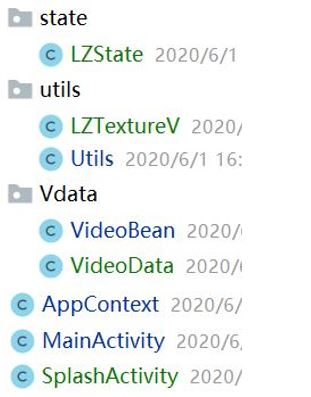 state
C LZState 2020/6/1
utils
C LZTextureV 2020/
C Utils 2020/6/1 16:
Vdata
C VideoBean 2020/
C VideoData 2020/
C AppContext 2020/6/
C MainActivity 2020/6,
C SplashActivity 2020/